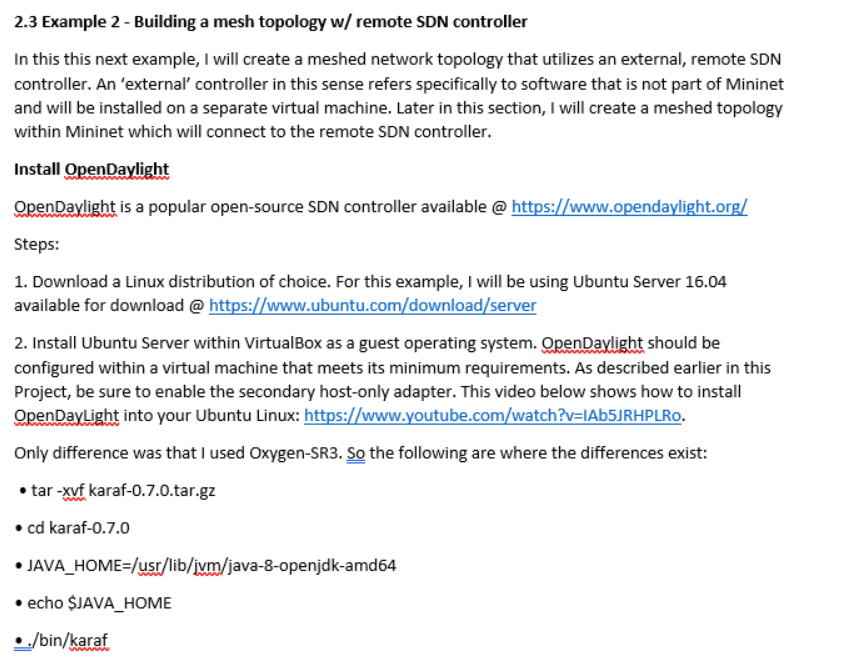 2.3 Example 2 - Building a mesh topology w/ remote SDN controller
In this this next example, I will create a meshed network topology that utilizes an external, remote SDN
controller. An ‘external’ controller in this sense refers specifically to software that is not part of Mininet
and will be installed on a separate virtual machine. Later in this section, I will create a meshed topology
within Mininet which will connect to the remote SDN controller.
Install OpenDaylight
OpenDaylight is a popular open-source SDN controller available @ https://www.opendaylight.org/
Steps:
1. Download a Linux distribution of choice. For this example, I will be using Ubuntu Server 16.04
available for download @ https://www.ubuntu.com/download/server
2. Install Ubuntu Server within VirtualBox as a guest operating system. OpenDaylight should be
configured within a virtual machine that meets its minimum requirements. As described earlier in this
Project, be sure to enable the secondary host-only adapter. This video below shows how to install
OpenDayLight into your Ubuntu Linux: https://www.youtube.com/watch?v=IAb5JRHPLRo.
Only difference was that I used Oxygen-SR3. So the following are where the differences exist:
• tar -xvf karaf-0.7.0.tar.gz
• cd karaf-0.7.0
• JAVA_HOME=/usr/lib/jvm/java-8-openjdk-amd64
• echo $JAVA_HOME
• ./bin/karaf